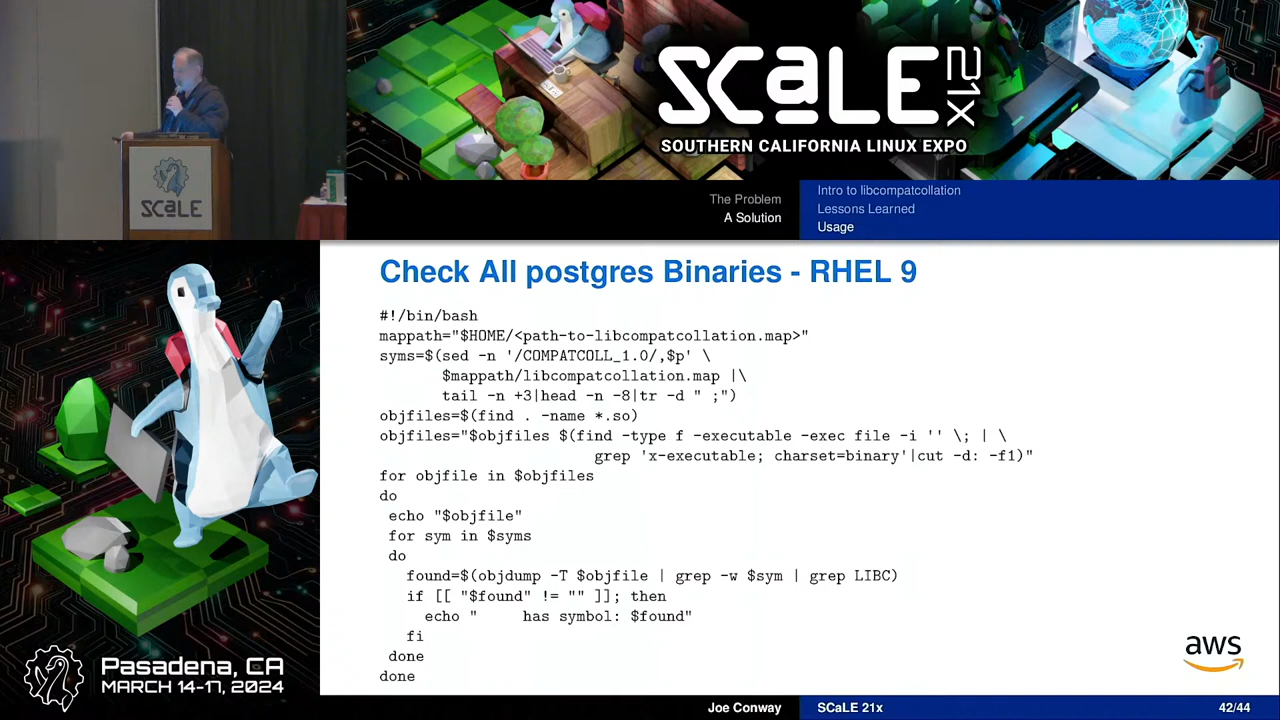 SCaLE 21x
SOUTHERN CALIFORNIA LINUX EXPO
SCaLE
The Problem
A Solution
Intro to libcompatcollation
Lessons Learned
Usage
Check All postgres Binaries - RHEL 9
#!/bin/bash
mappath="$HOME/<path-to-libcompatcollation.map>"
syms=$(sed -n '/COMPATCOLL_1.0/,$p' \
$mappath/libcompatcollation.map |\
tail -n +3|head -n -8|tr -d " ;")
objfiles=$(find . -name *.so)
objfiles="$objfiles $(find -type f -executable -exec file -i '' \; | \
grep 'x-executable; charset=binary'|cut -d: -f1)"
for objfile in $objfiles
do
echo "$objfile"
for sym in $syms
do
found=$(objdump -T $objfile | grep -w $sym | grep LIBC)
if [[ "$found" != "" ]]; then
echo "     has symbol: $found"
fi
done
done
aws
Pasadena, CA
MARCH 14-17, 2024
Joe Conway
SCaLE 21x
42/44